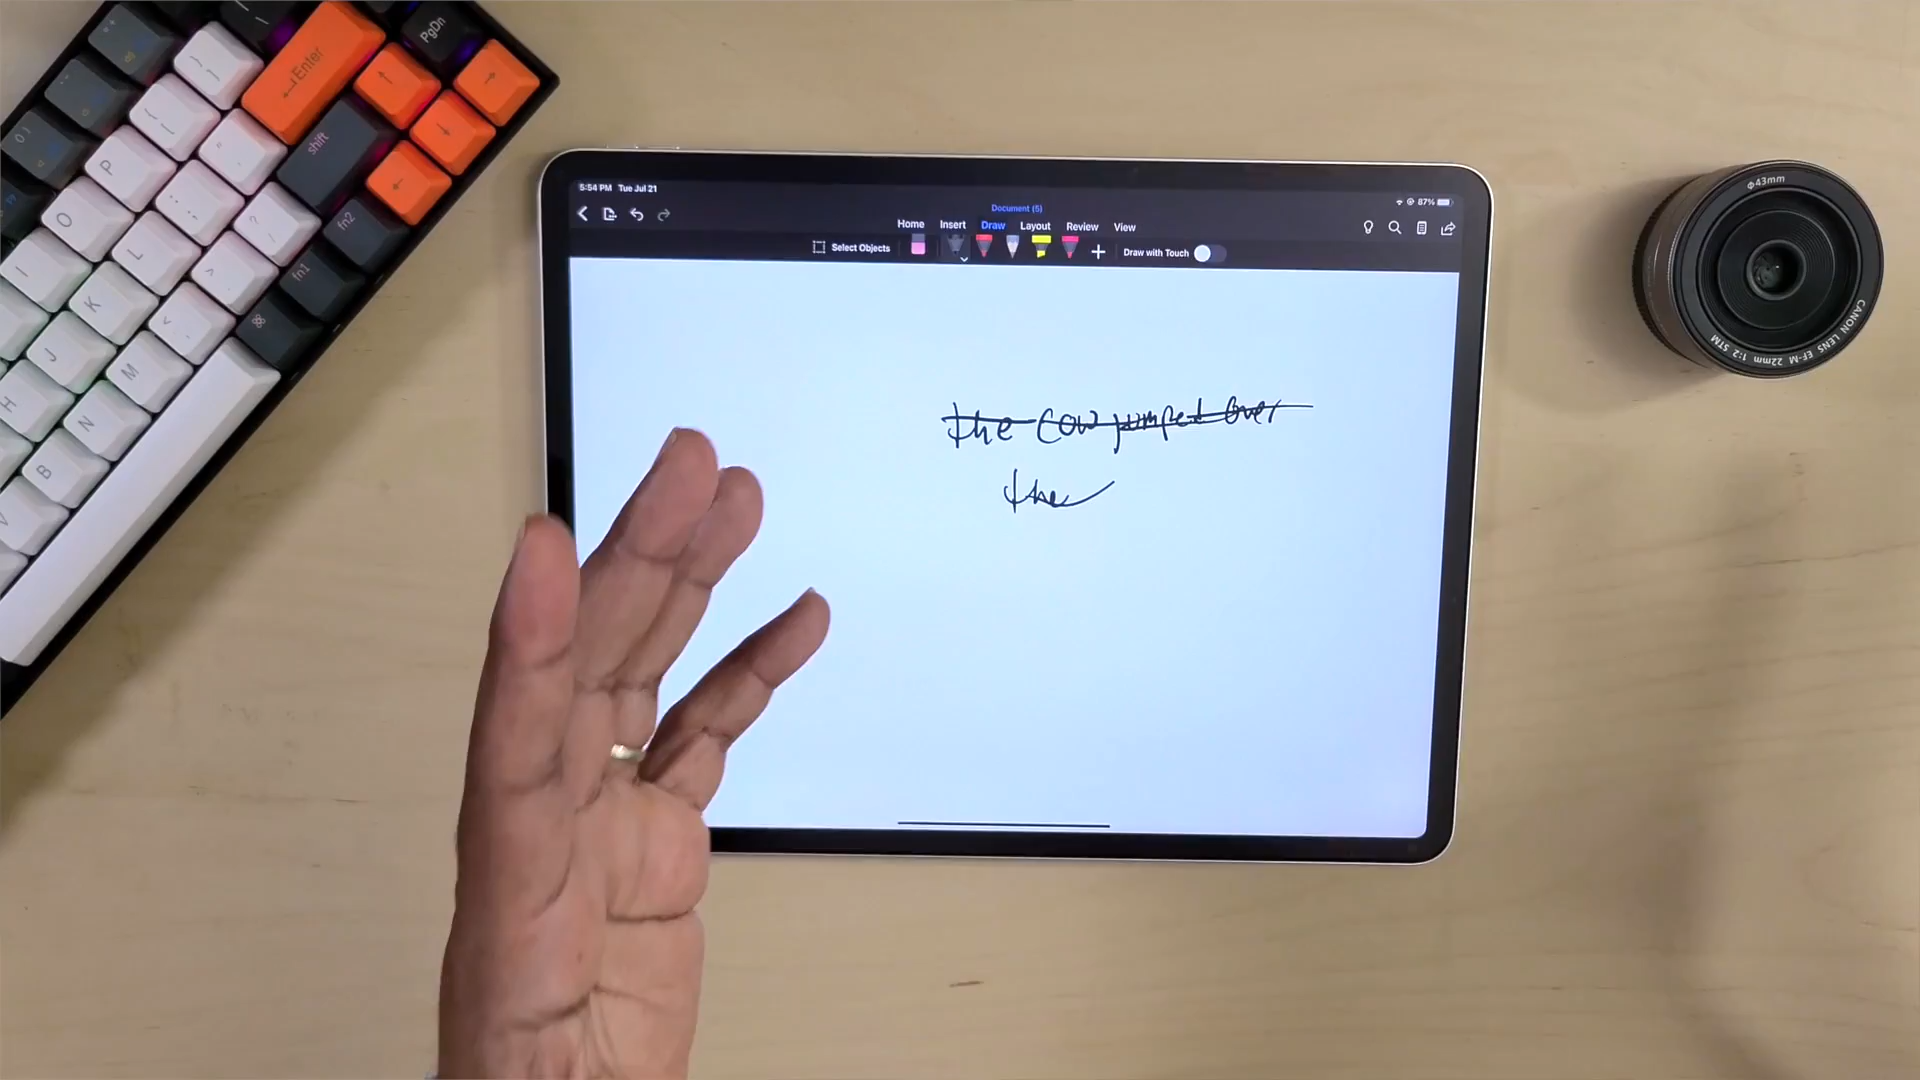 PgDn
Enter
shift
fn2
fn1
P
O
I
L
K
J
H
M
N
B
V
5:54 PM Tue Jul 21
87%
Document (5)
Home Insert Draw Layout Review View
Select Objects
Draw with Touch
the cow jumped over
the
Φ43mm
CANON LENS EF-M 22mm 1:2 STM